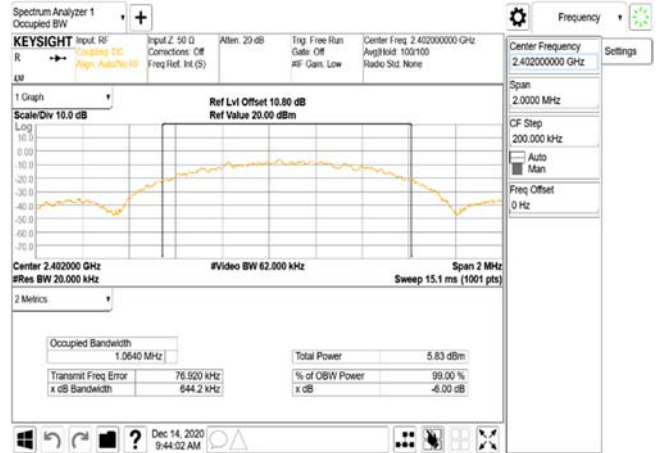 Spectrum Analyzer 1
Occupied BW
Frequency
KEYSIGHT
Input: RF
Coupling: DC
Align: Auto/No RF
Input Z: 50 Ω
Corrections: Off
Freq Ref: Int (S)
Atten: 20 dB
Trig: Free Run
Gate: Off
#IF Gain: Low
Center Freq: 2.402000000 GHz
Avg|Hold: 100/100
Radio Std: None
R
LXI
Center Frequency
2.402000000 GHz
Settings
Span
2.0000 MHz
CF Step
200.000 kHz
Auto
Man
Freq Offset
0 Hz
1 Graph
Scale/Div 10.0 dB
Ref Lvl Offset 10.80 dB
Ref Value 20.00 dBm
Log
10.0
0.00
-10.0
-20.0
-30.0
-40.0
-50.0
-60.0
-70.0
Center 2.402000 GHz
#Res BW 20.000 kHz
#Video BW 62.000 kHz
Span 2 MHz
Sweep 15.1 ms (1001 pts)
2 Metrics
Occupied Bandwidth
1.0640 MHz
Transmit Freq Error 76.920 kHz
x dB Bandwidth 644.2 kHz
Total Power 5.83 dBm
% of OBW Power 99.00 %
x dB -6.00 dB
?
Dec 14, 2020
9:44:02 AM